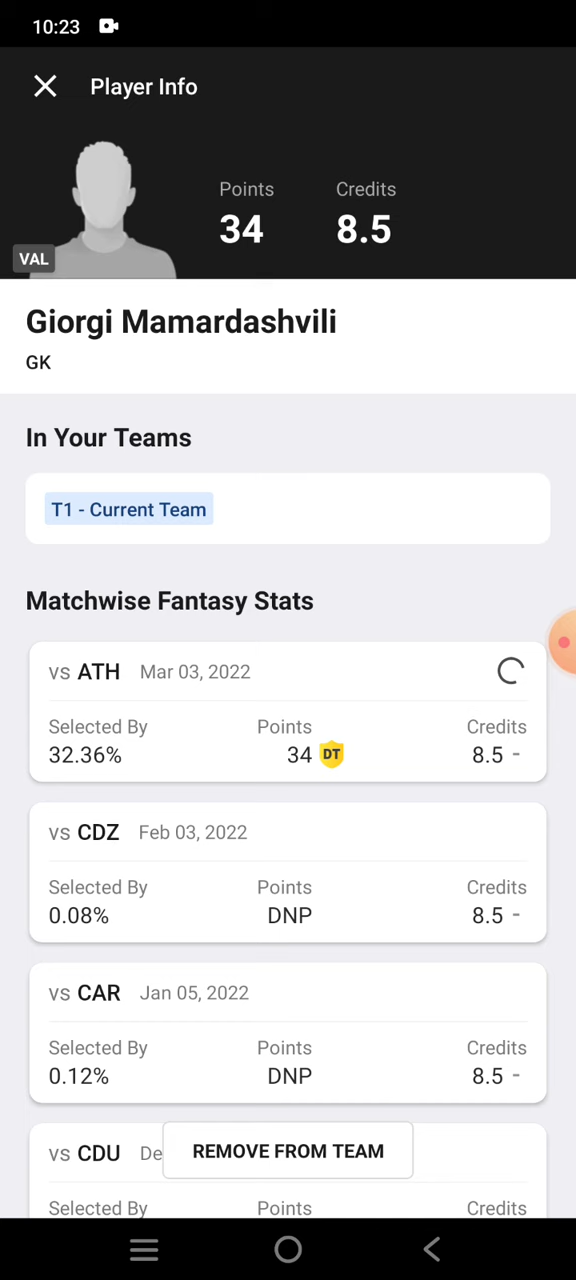 10:23
Player Info
Points Credits
34 8.5
VAL
Giorgi Mamardashvili
GK
In Your Teams
T1 - Current Team
Matchwise Fantasy Stats
vs ATH Mar 03, 2022
Selected By Points Credits
32.36% 34 DT 8.5 -
vs CDZ Feb 03, 2022
Selected By Points Credits
0.08% DNP 8.5 -
vs CAR Jan 05, 2022
Selected By Points Credits
0.12% DNP 8.5 -
vs CDU De
REMOVE FROM TEAM
Selected By Points Credits